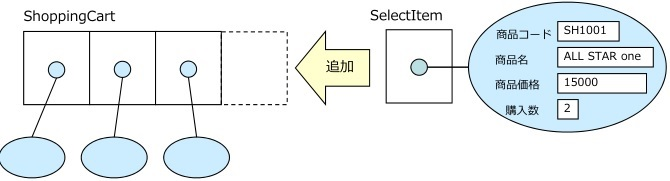 ShoppingCart
SelectItem
追加
商品コード SH1001
商品名 ALL STAR one
商品価格 15000
購入数 2